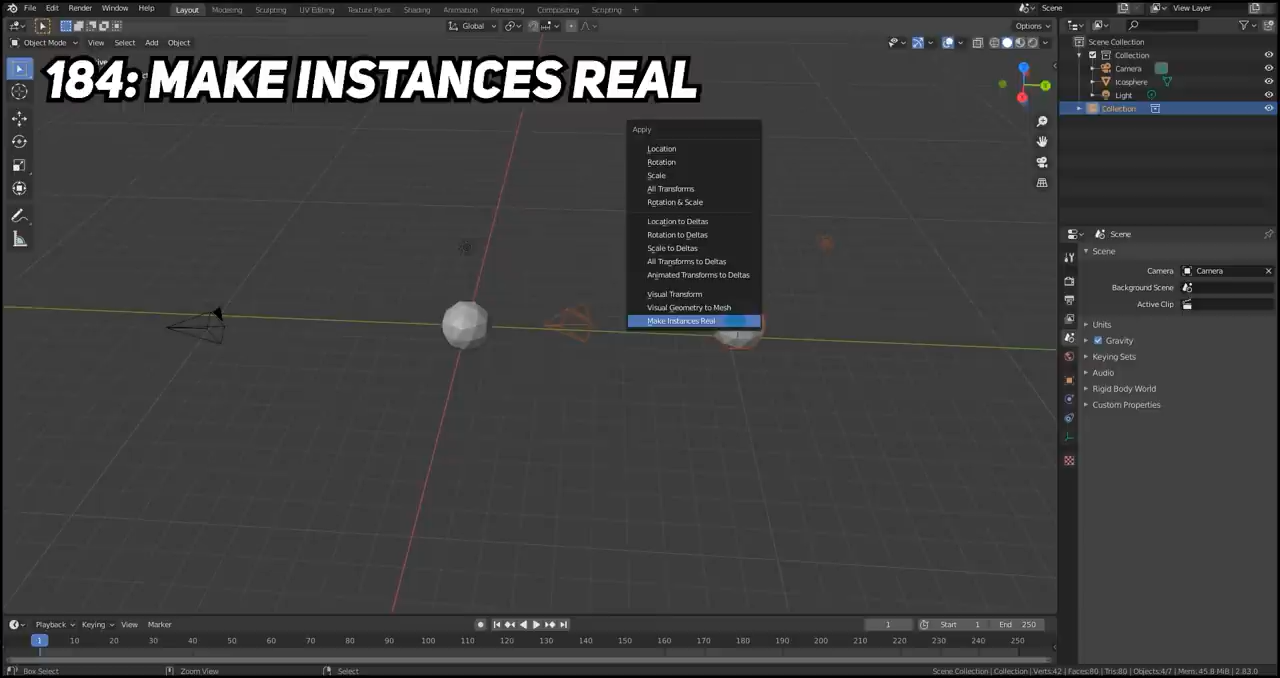 File Edit Render Window Help Layout Modeling Sculpting UV Editing Texture Paint Shading Animation Rendering Compositing Scripting + Scene View Layer
Global Options
Object Mode View Select Add Object
184: MAKE INSTANCES REAL
Apply
Location
Rotation
Scale
All Transforms
Rotation & Scale
Location to Deltas
Rotation to Deltas
Scale to Deltas
All Transforms to Deltas
Animated Transforms to Deltas
Visual Transform
Visual Geometry to Mesh
Make Instances Real
Scene Collection
Collection
Camera
Icosphere
Light
Collection
Scene
Scene
Camera Camera
Background Scene
Active Clip
Units
Gravity
Keying Sets
Audio
Rigid Body World
Custom Properties
Playback Keying View Marker 1 Start 1 End 250
1 10 20 30 40 50 60 70 80 90 100 110 120 130 140 150 160 170 180 190 200 210 220 230 240 250
Box Select Zoom View Select Scene Collection | Collection | Verts:42 | Faces:80 | Tris:80 | Objects:4/7 | Mem: 45.8 MiB | 2.83.0